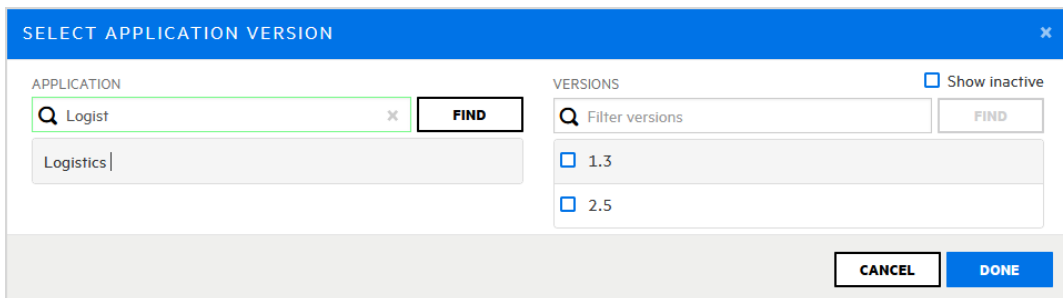 SELECT APPLICATION VERSION
APPLICATION
Logist
FIND
Logistics
VERSIONS
Show inactive
Filter versions
FIND
1.3
2.5
CANCEL
DONE